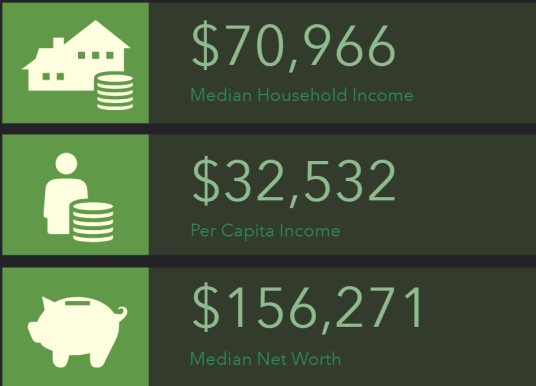 $70,966
Median Household Income
$32,532
Per Capita Income
$156,271
Median Net Worth